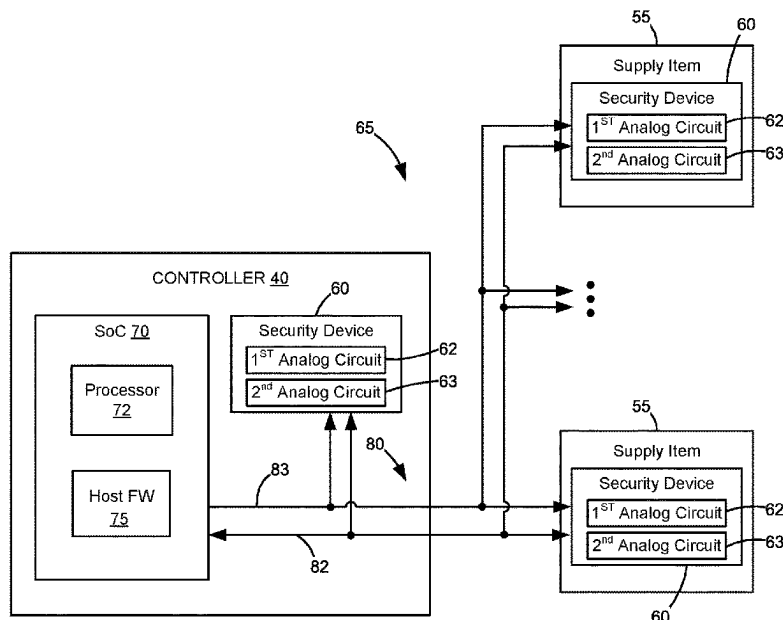 55
60
Supply Item
Security Device
1ST Analog Circuit
62
2nd Analog Circuit
63
65
CONTROLLER 40
60
SoC 70
Security Device
1ST Analog Circuit
62
2nd Analog Circuit
63
Processor
72
80
83
Host FW
75
82
55
Supply Item
Security Device
1ST Analog Circuit
62
2nd Analog Circuit
63
60